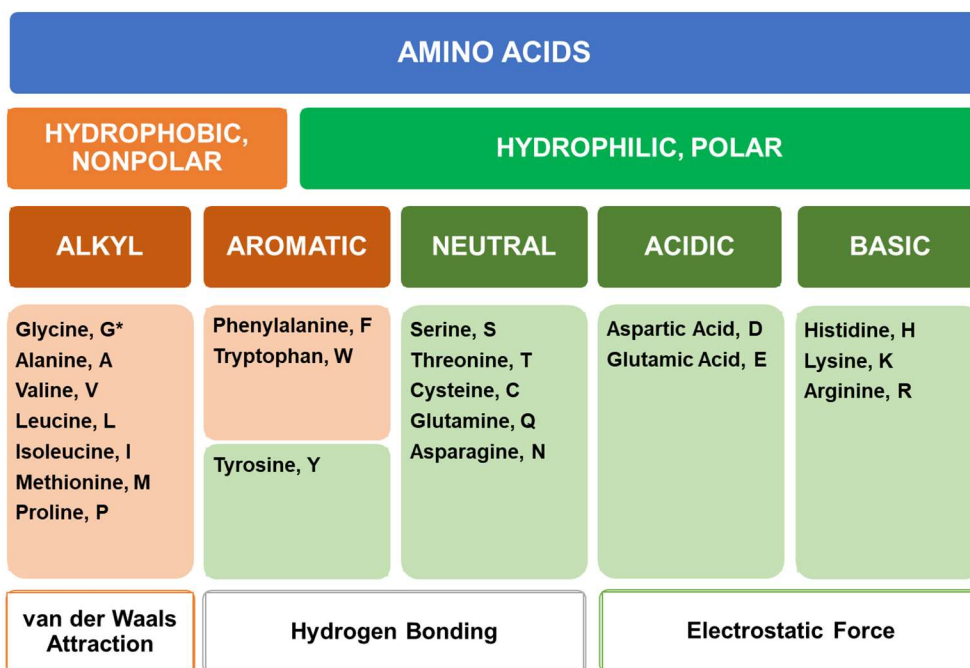 AMINO ACIDS
HYDROPHOBIC,
NONPOLAR
HYDROPHILIC, POLAR
ALKYL
AROMATIC
NEUTRAL
ACIDIC
BASIC
Glycine, G*
Alanine, A
Valine, V
Leucine, L
Isoleucine, I
Methionine, M
Proline, P
Phenylalanine, F
Tryptophan, W
Tyrosine, Y
Serine, S
Threonine, T
Cysteine, C
Glutamine, Q
Asparagine, N
Aspartic Acid, D
Glutamic Acid, E
Histidine, H
Lysine, K
Arginine, R
van der Waals
Attraction
Hydrogen Bonding
Electrostatic Force